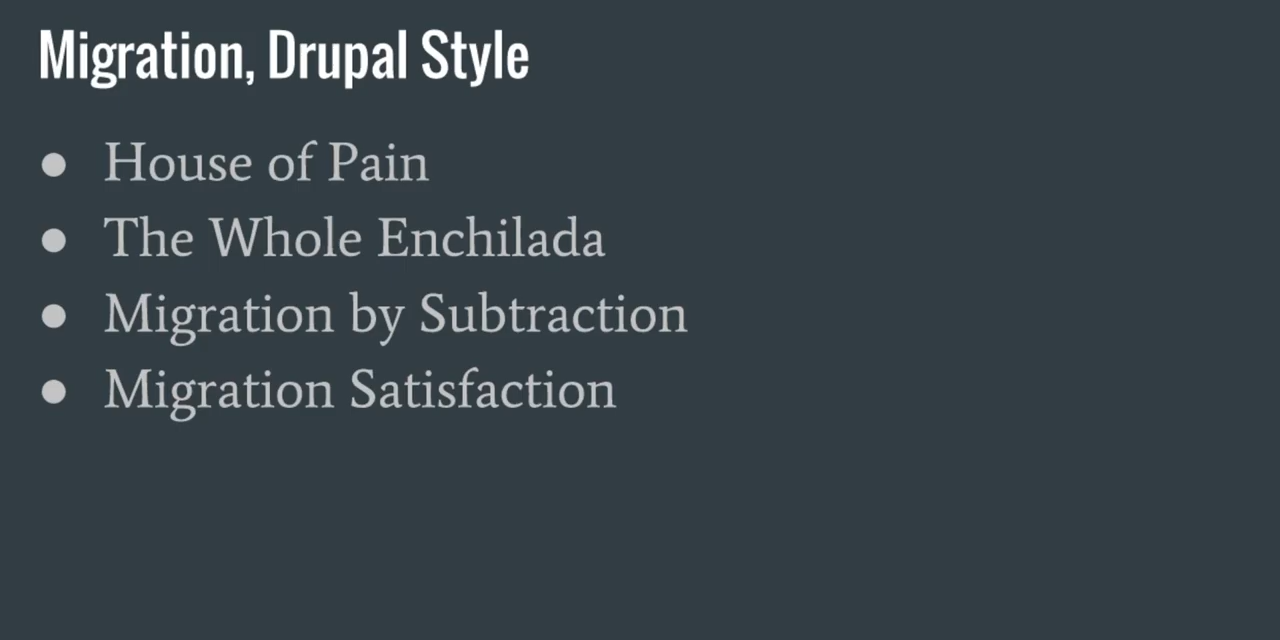 Migration, Drupal Style
● House of Pain
● The Whole Enchilada
● Migration by Subtraction
● Migration Satisfaction